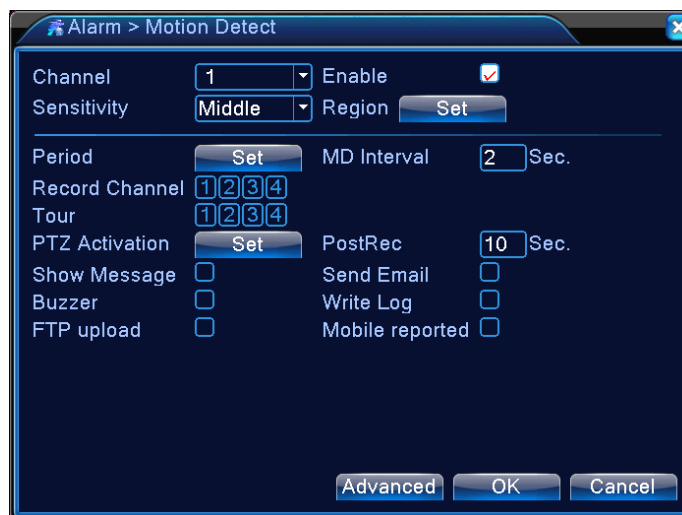 Alarm > Motion Detect
Channel 1 Enable
Sensitivity Middle Region Set
Period Set MD Interval 2 Sec.
Record Channel 1 2 3 4
Tour 1 2 3 4
PTZ Activation Set PostRec 10 Sec.
Show Message Send Email
Buzzer Write Log
FTP upload Mobile reported
Advanced OK Cancel